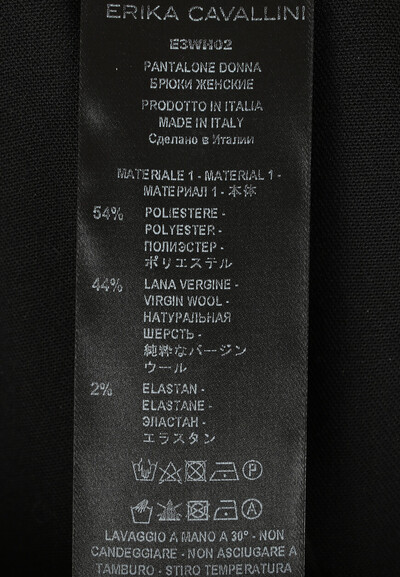 ERIKA CAVALLINI
E3WH02
PANTALONE DONNA
БРЮКИ ЖЕНСКИЕ
PRODOTTO IN ITALIA
MADE IN ITALY
Сделано в Италии
MATERIALE 1 - MATERIAL 1 -
МАТЕРИАЛ 1 - 本体
54% POLIESTERE -
POLYESTER -
ПОЛИЭСТЕР -
ポリエステル
44% LANA VERGINE -
VIRGIN WOOL -
НАТУРАЛЬНАЯ
ШЕРСТЬ -
純粋なバージン
ウール
2% ELASTAN -
ELASTANE -
ЭЛАСТАН -
エラスタン
P
A
LAVAGGIO A MANO A 30° - NON
CANDEGGIARE - NON ASCIUGARE A
TAMBURO - STIRO TEMPERATURA